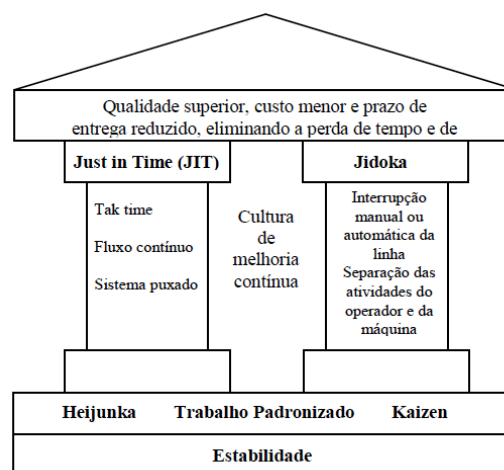 Qualidade superior, custo menor e prazo de
entrega reduzido, eliminando a perda de tempo e de
Just in Time (JIT)
Jidoka
Tak time
Fluxo contínuo
Sistema puxado
Cultura
de
melhoria
contínua
Interrupção
manual ou
automática da
linha
Separação das
atividades do
operador e da
máquina
Heijunka Trabalho Padronizado Kaizen
Estabilidade